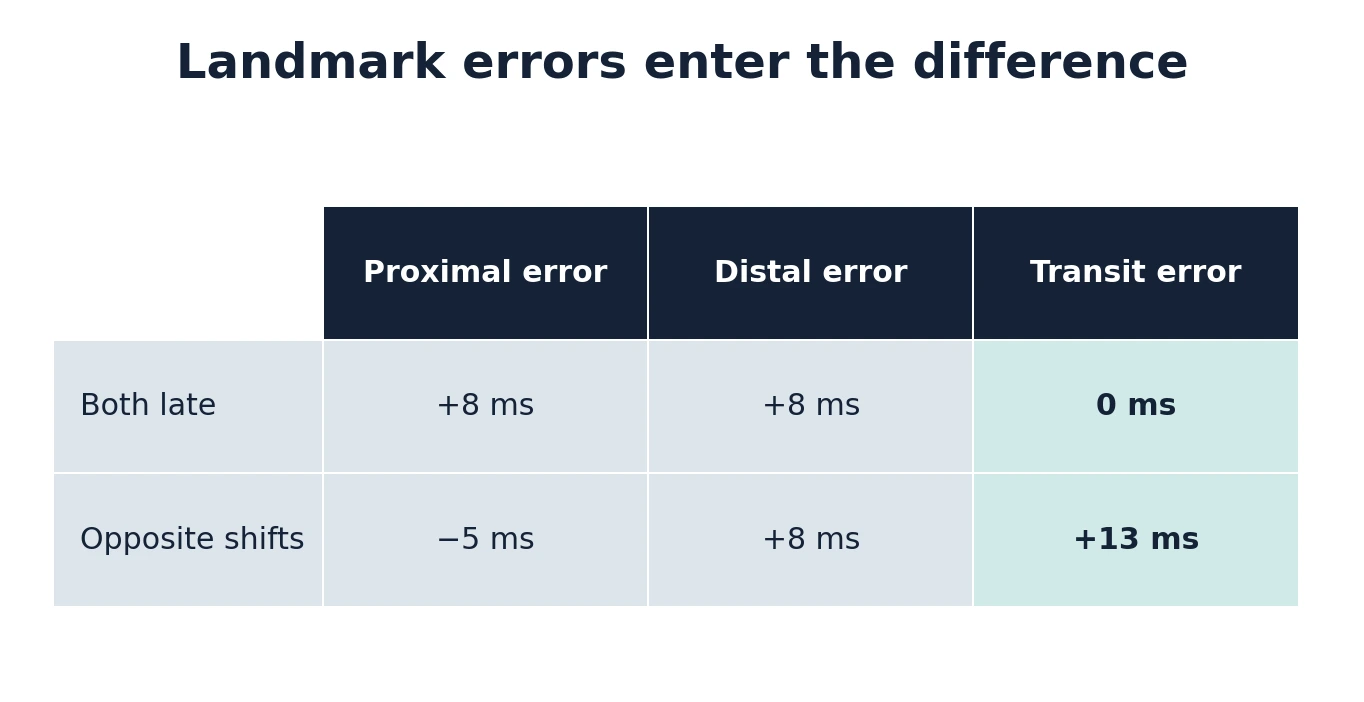 Landmark errors enter the difference
Proximal error Distal error Transit error
Both late +8 ms +8 ms 0 ms
Opposite shifts −5 ms +8 ms +13 ms